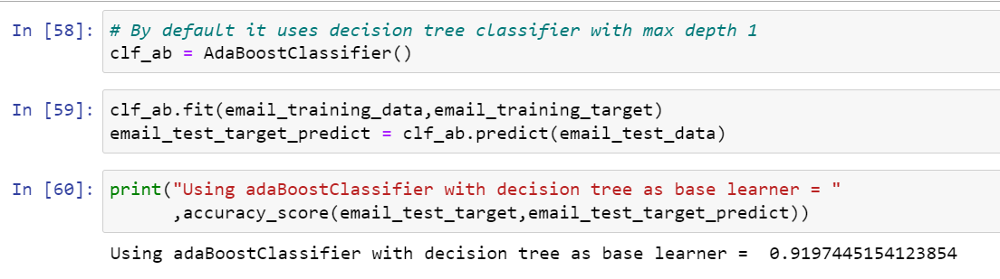 In [58]: # By default it uses decision tree classifier with max depth 1
clf_ab = AdaBoostClassifier()
In [59]: clf_ab.fit(email_training_data,email_training_target)
email_test_target_predict = clf_ab.predict(email_test_data)
In [60]: print("Using adaBoostClassifier with decision tree as base learner = "
,accuracy_score(email_test_target,email_test_target_predict))
Using adaBoostClassifier with decision tree as base learner =  0.9197445154123854